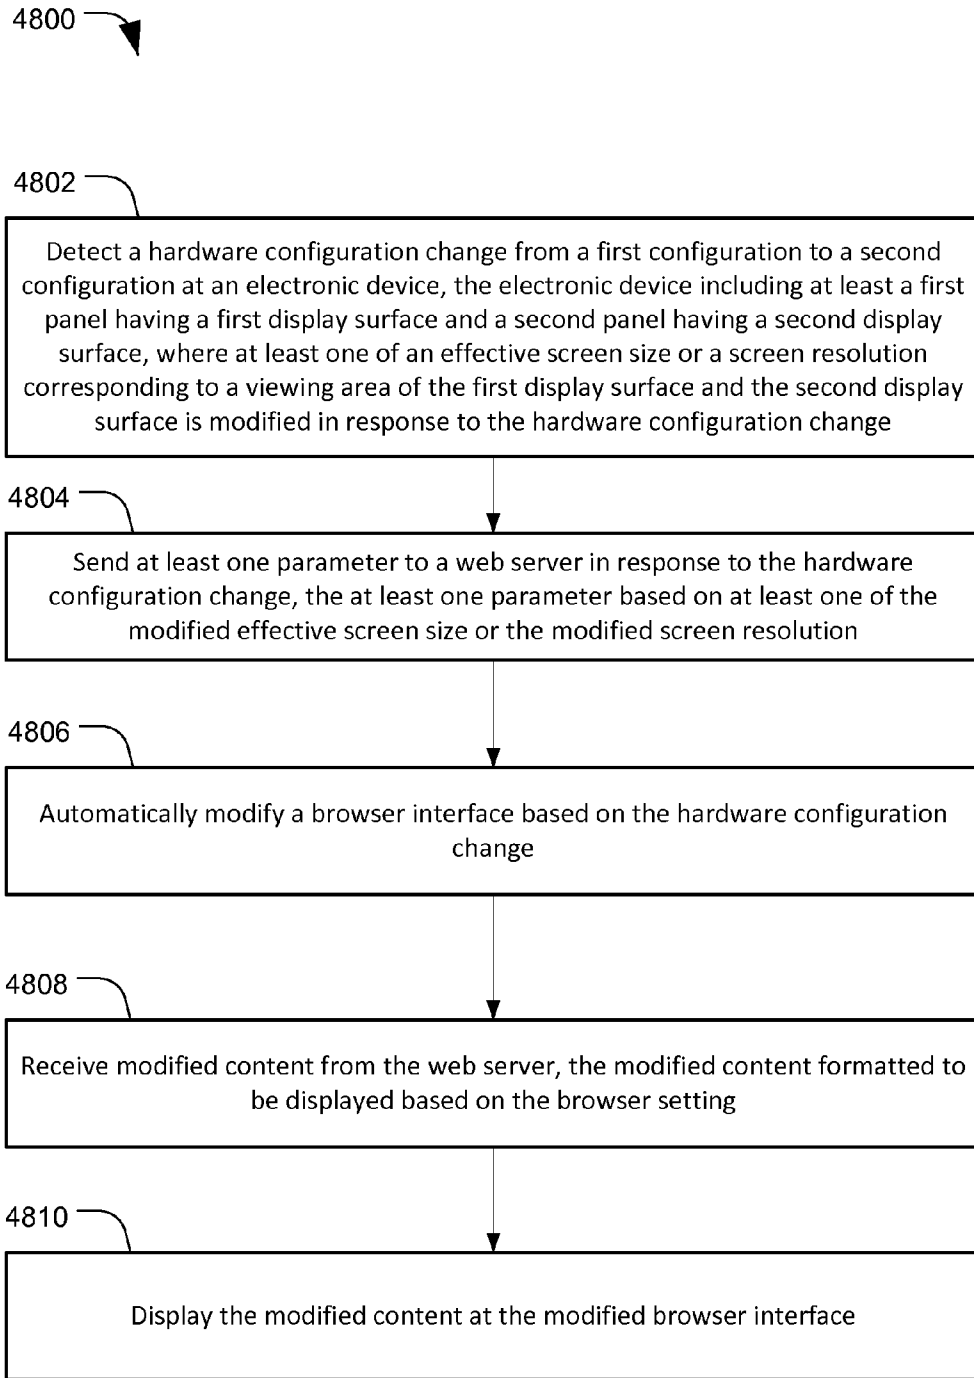 4800
4802
Detect a hardware configuration change from a first configuration to a second
configuration at an electronic device, the electronic device including at least a first
panel having a first display surface and a second panel having a second display
surface, where at least one of an effective screen size or a screen resolution
corresponding to a viewing area of the first display surface and the second display
surface is modified in response to the hardware configuration change
4804
Send at least one parameter to a web server in response to the hardware
configuration change, the at least one parameter based on at least one of the
modified effective screen size or the modified screen resolution
4806
Automatically modify a browser interface based on the hardware configuration
change
4808
Receive modified content from the web server, the modified content formatted to
be displayed based on the browser setting
4810
Display the modified content at the modified browser interface